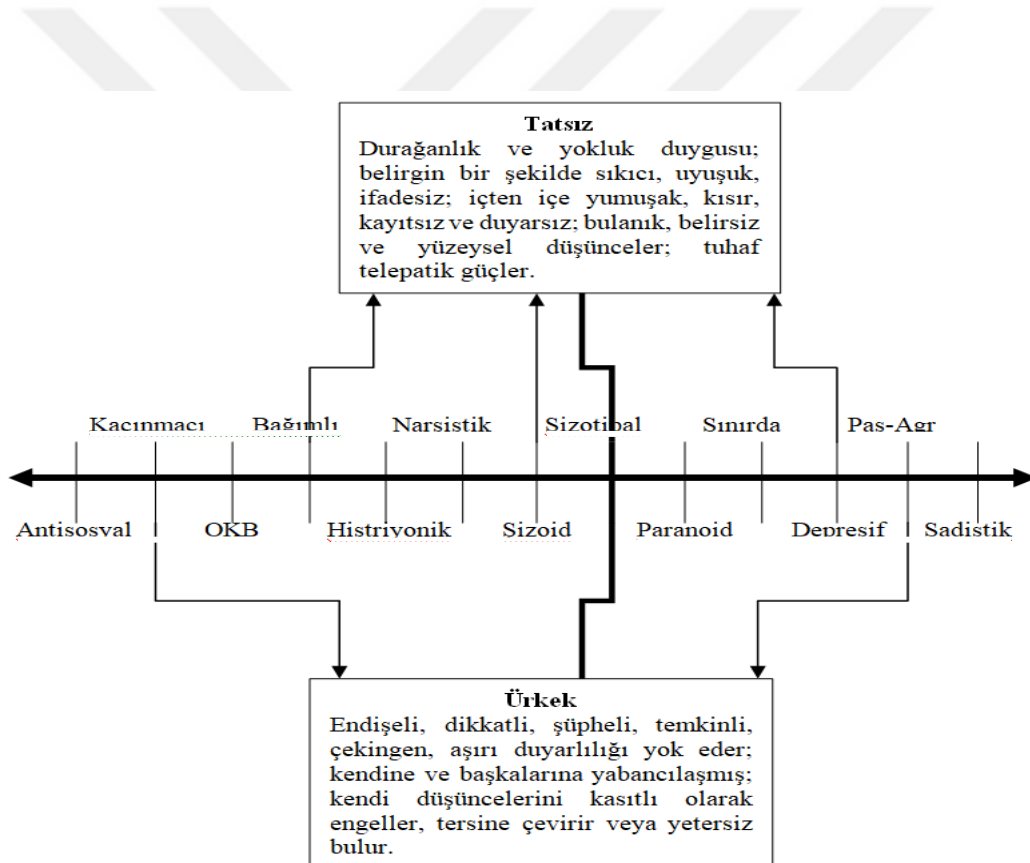 Tatsız
Durağanlık ve yokluk duygusu;
belirgin bir şekilde sıkıcı, uyuşuk,
ifadesiz; içten içe yumuşak, kısır,
kayıtsız ve duyarsız; bulanık, belirsiz
ve yüzeysel düşünceler; tuhaf
telepatik güçler.
Kaçınmacı Bağımlı Narsistik Şizotipal Sınırda Pas-Agr
Antisosyal OKB Histriyonik Şizoid Paranoid Depresif Sadistik
Ürkek
Endişeli, dikkatli, şüpheli, temkinli,
çekingen, aşırı duyarlılığı yok eder;
kendine ve başkalarına yabancılaşmış;
kendi düşüncelerini kasıtlı olarak
engeller, tersine çevirir veya yetersiz
bulur.